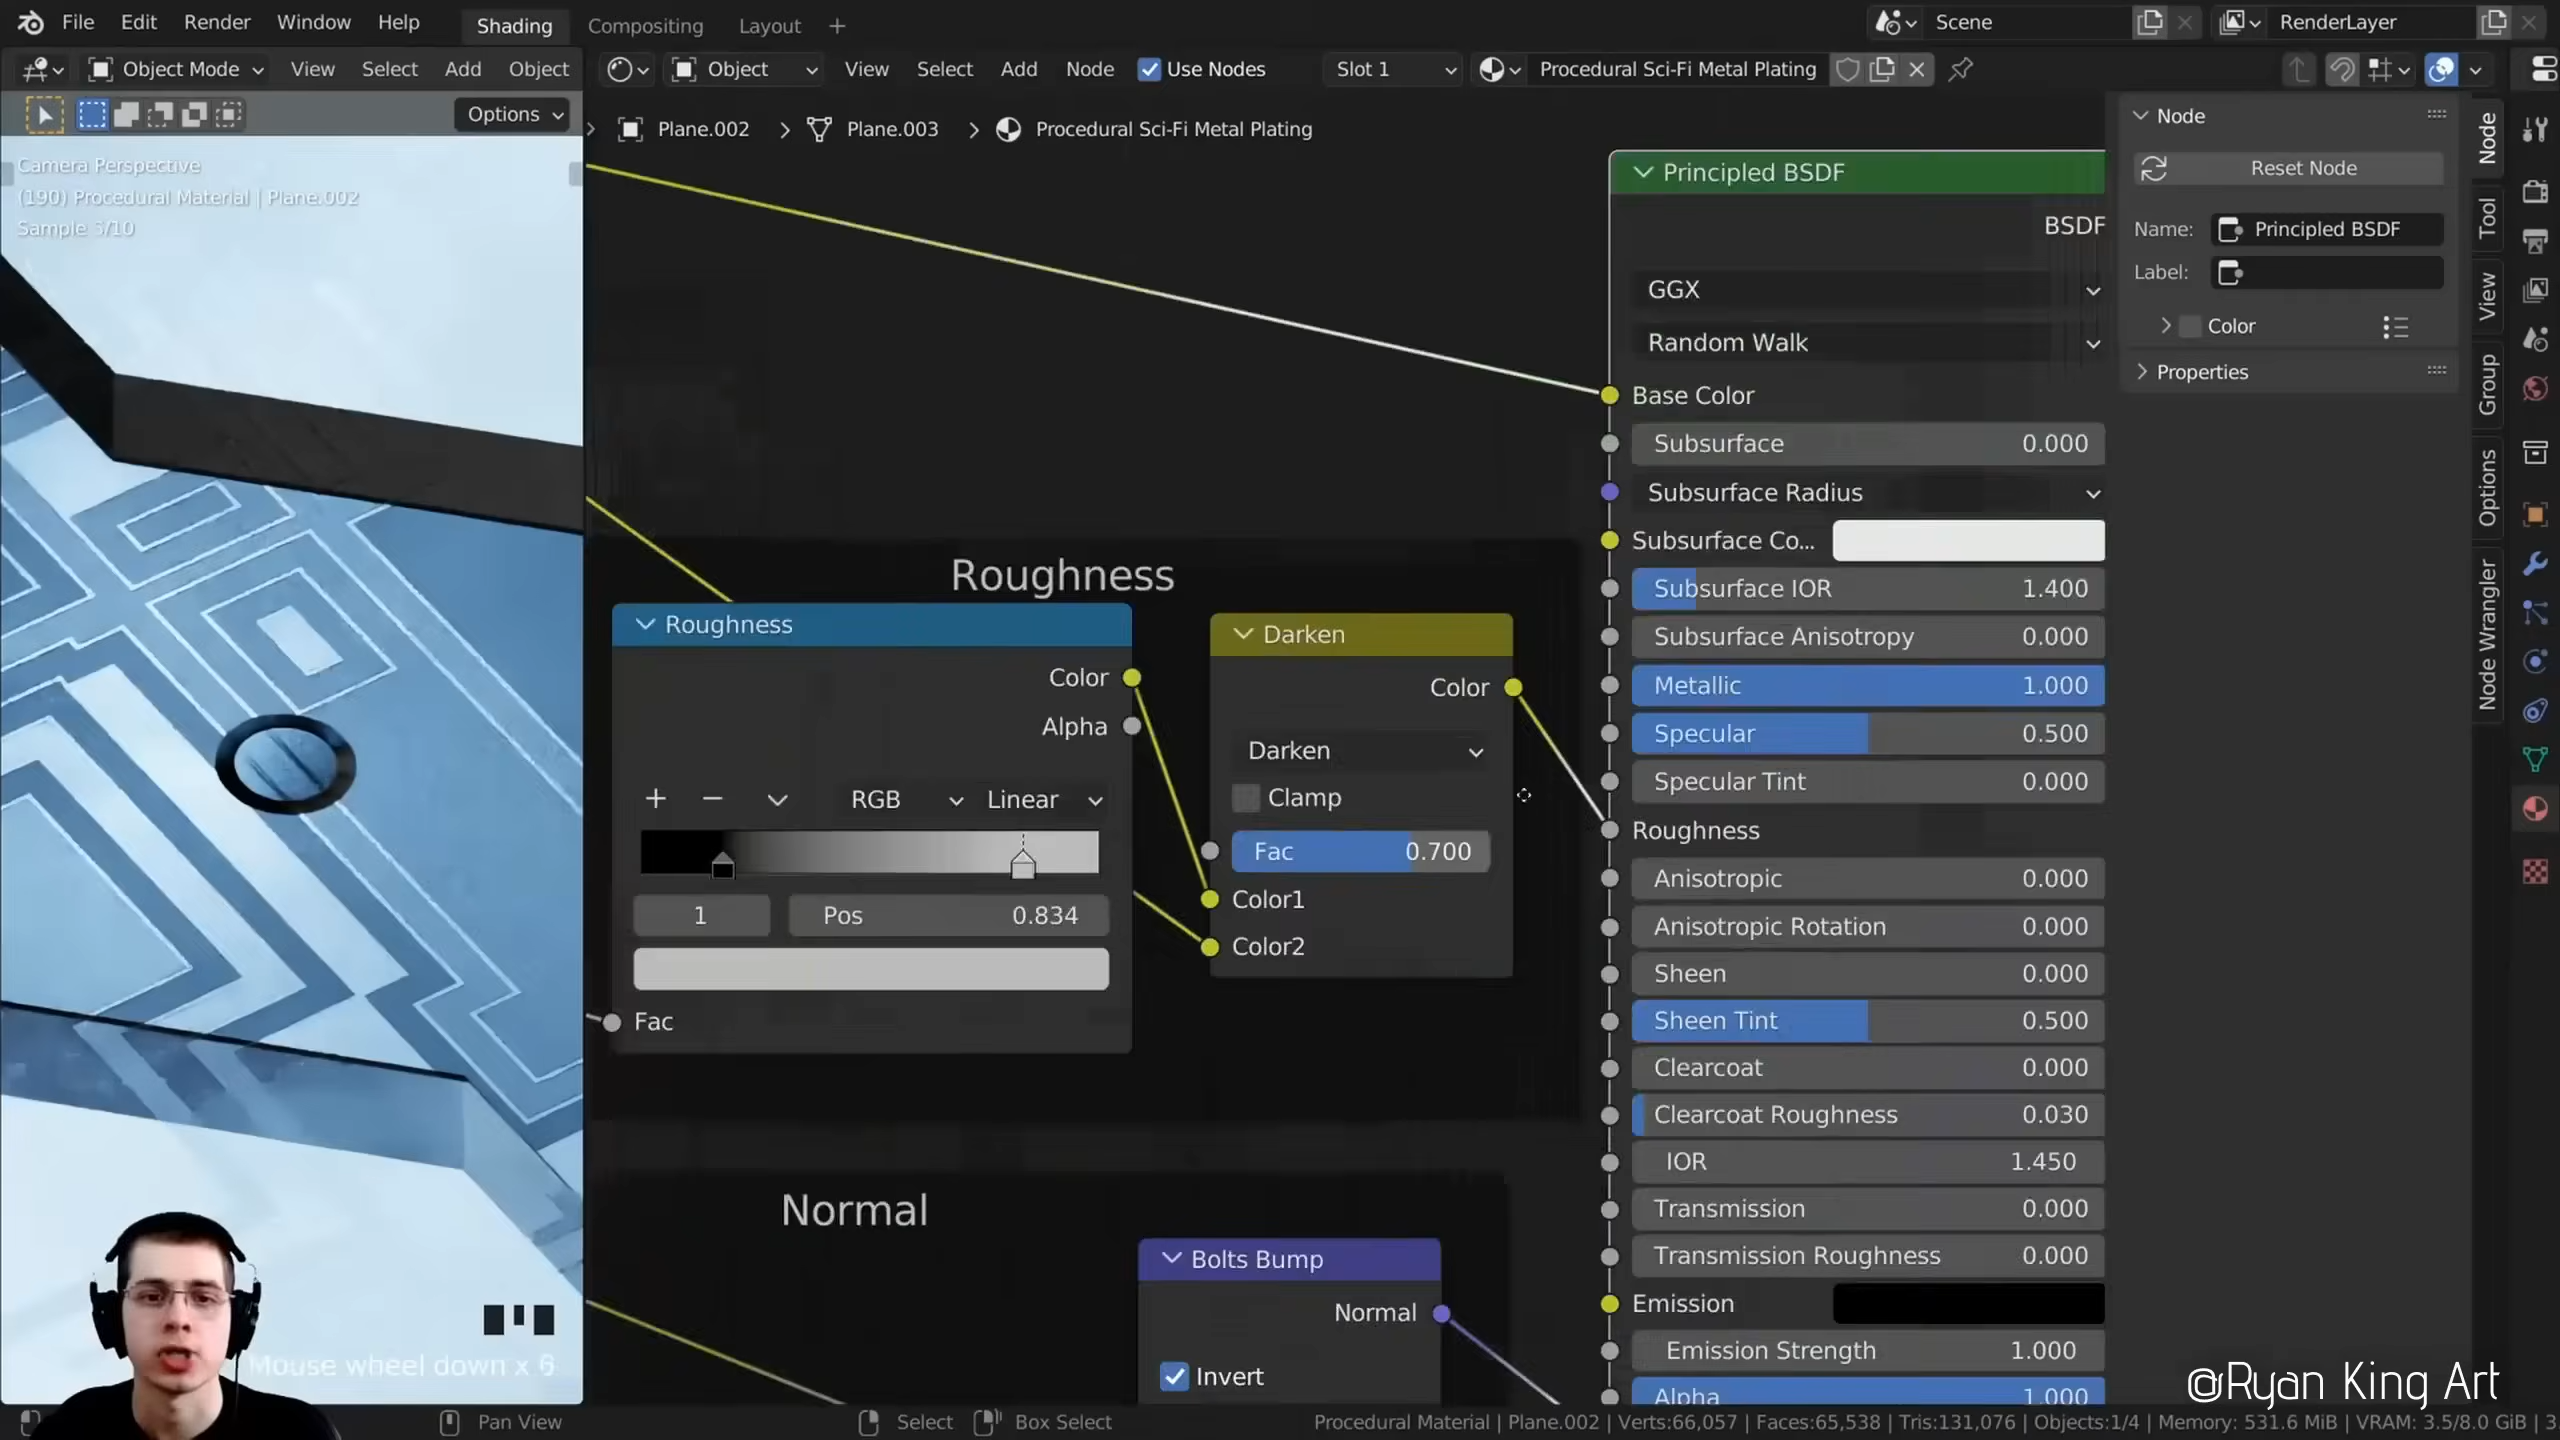 File Edit Render Window Help Shading Compositing Layout + Scene RenderLayer
Object Mode View Select Add Object Object View Select Add Node Use Nodes Slot 1 Procedural Sci-Fi Metal Plating
Options
Plane.002 > Plane.003 > Procedural Sci-Fi Metal Plating
Camera Perspective
(190) Procedural Material | Plane.002
Sample 3/10
Roughness
Roughness
Color
Alpha
RGB Linear
1 Pos 0.834
Fac
Darken
Color
Darken
Clamp
Fac 0.700
Color1
Color2
Normal
Bolts Bump
Normal
Invert
Principled BSDF
BSDF
GGX
Random Walk
Base Color
Subsurface 0.000
Subsurface Radius
Subsurface Co...
Subsurface IOR 1.400
Subsurface Anisotropy 0.000
Metallic 1.000
Specular 0.500
Specular Tint 0.000
Roughness
Anisotropic 0.000
Anisotropic Rotation 0.000
Sheen 0.000
Sheen Tint 0.500
Clearcoat 0.000
Clearcoat Roughness 0.030
IOR 1.450
Transmission 0.000
Transmission Roughness 0.000
Emission
Emission Strength 1.000
Alpha 1.000
Node
Reset Node
Name: Principled BSDF
Label:
Color
Properties
Node
Tool
View
Group
Options
Node Wrangler
Mouse wheel down x 6
@Ryan King Art
Pan View Select Box Select Procedural Material | Plane.002 | Verts:66,057 | Faces:65,538 | Tris:131,076 | Objects:1/4 | Memory: 531.6 MiB | VRAM: 3.5/8.0 GiB | 3.